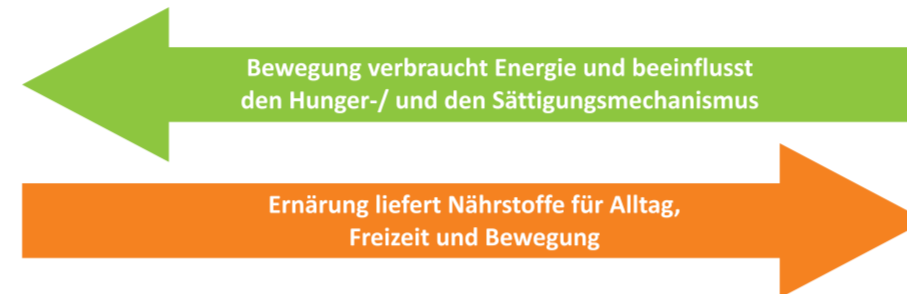 Bewegung verbraucht Energie und beeinflusst
den Hunger-/ und den Sättigungsmechanismus
Ernärung liefert Nährstoffe für Alltag,
Freizeit und Bewegung